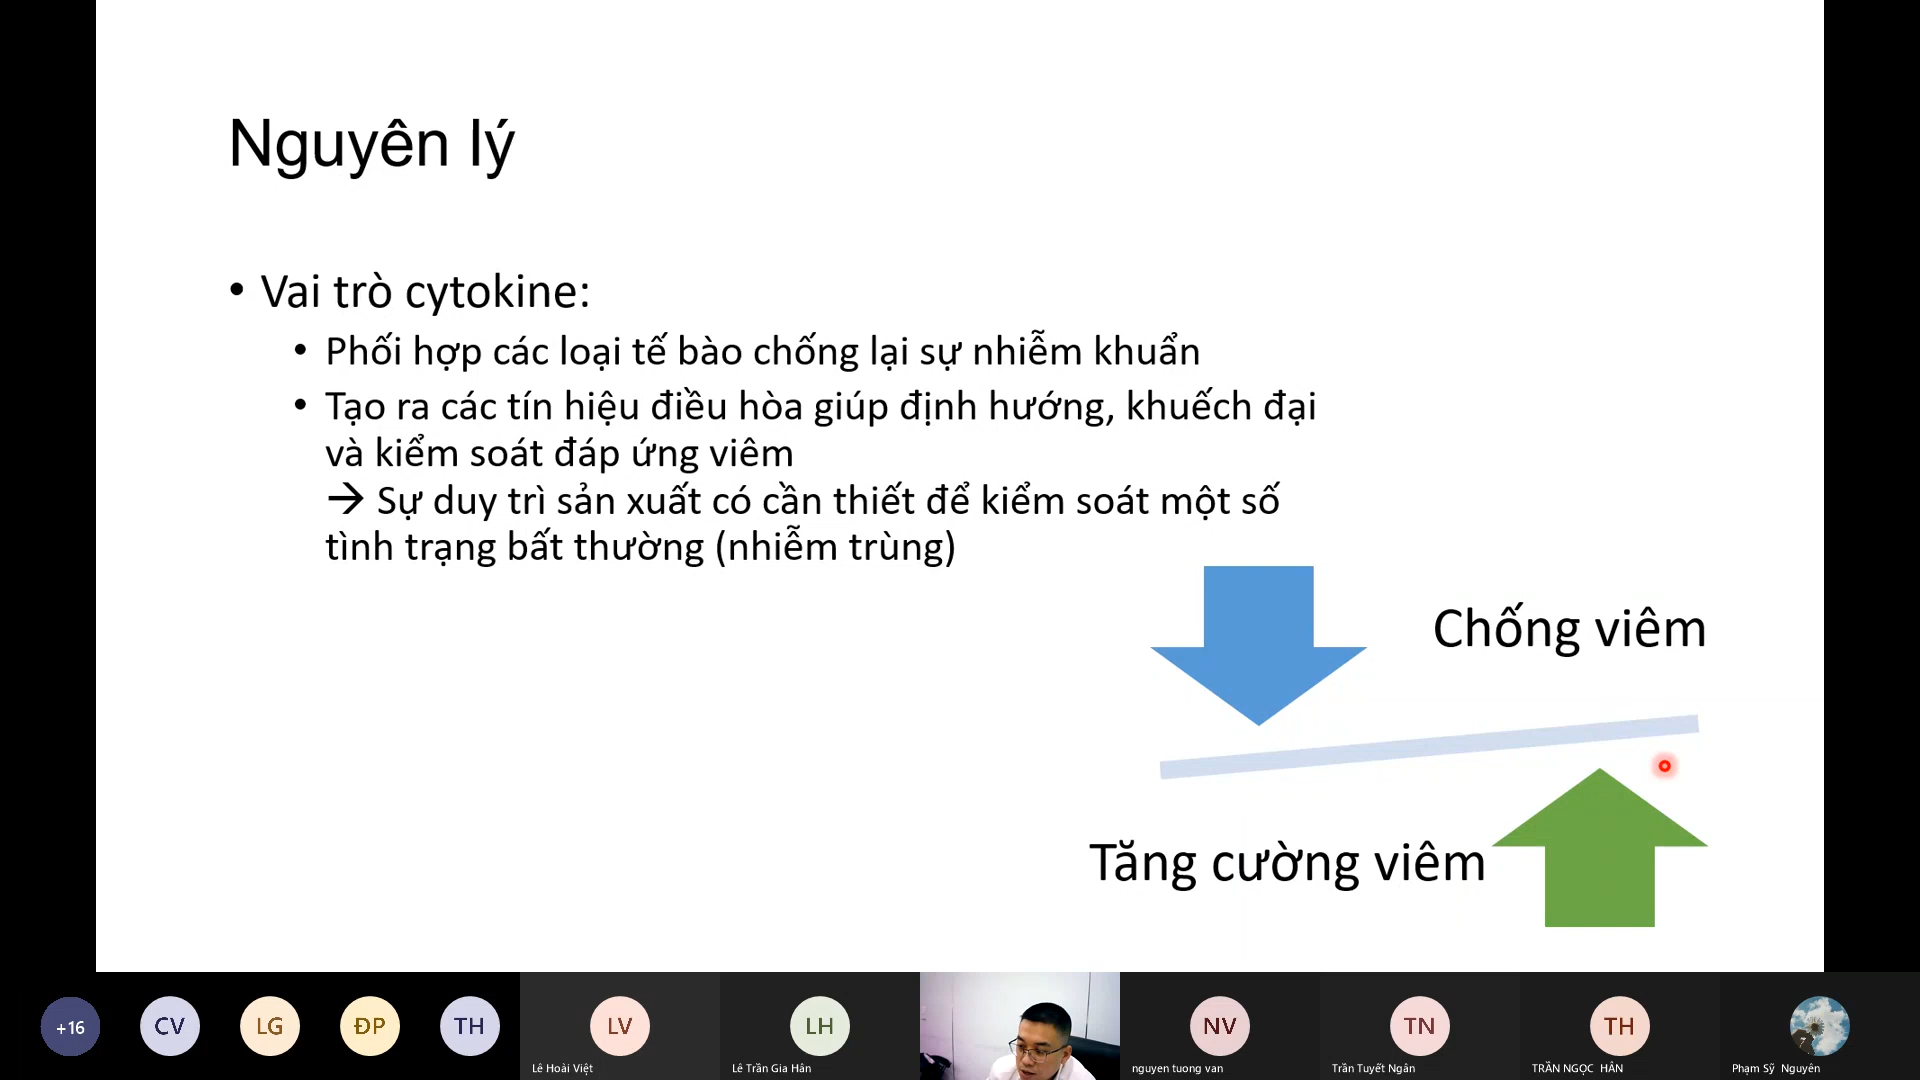 Nguyên lý
• Vai trò cytokine:
• Phối hợp các loại tế bào chống lại sự nhiễm khuẩn
• Tạo ra các tín hiệu điều hòa giúp định hướng, khuếch đại
và kiểm soát đáp ứng viêm
→ Sự duy trì sản xuất có cần thiết để kiểm soát một số
tình trạng bất thường (nhiễm trùng)
Chống viêm
Tăng cường viêm
+16
CV
LG
ĐP
TH
LV
Lê Hoài Việt
LH
Lê Trần Gia Hân
NV
nguyen tuong van
TN
Trần Tuyết Ngân
TH
TRẦN NGỌC HÂN
Phạm Sỹ Nguyên